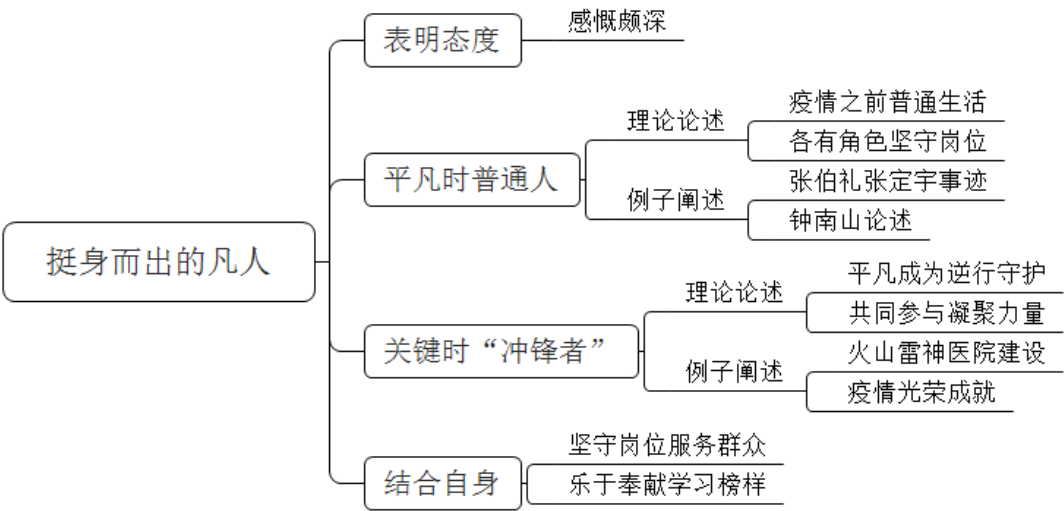 挺身而出的凡人
表明态度
感慨颇深
平凡时普通人
理论论述
疫情之前普通生活
各有角色坚守岗位
例子阐述
张伯礼张定宇事迹
钟南山论述
关键时“冲锋者”
理论论述
平凡成为逆行守护
共同参与凝聚力量
例子阐述
火山雷神医院建设
疫情光荣成就
结合自身
坚守岗位服务群众
乐于奉献学习榜样